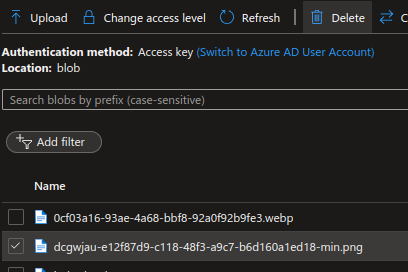 Upload Change access level Refresh Delete
Authentication method: Access key (Switch to Azure AD User Account)
Location: blob
Search blobs by prefix (case-sensitive)
Add filter
Name
0cf03a16-93ae-4a68-bbf8-92a0f92b9fe3.webp
dcgwjau-e12f87d9-c118-48f3-a9c7-b6d160a1ed18-min.png